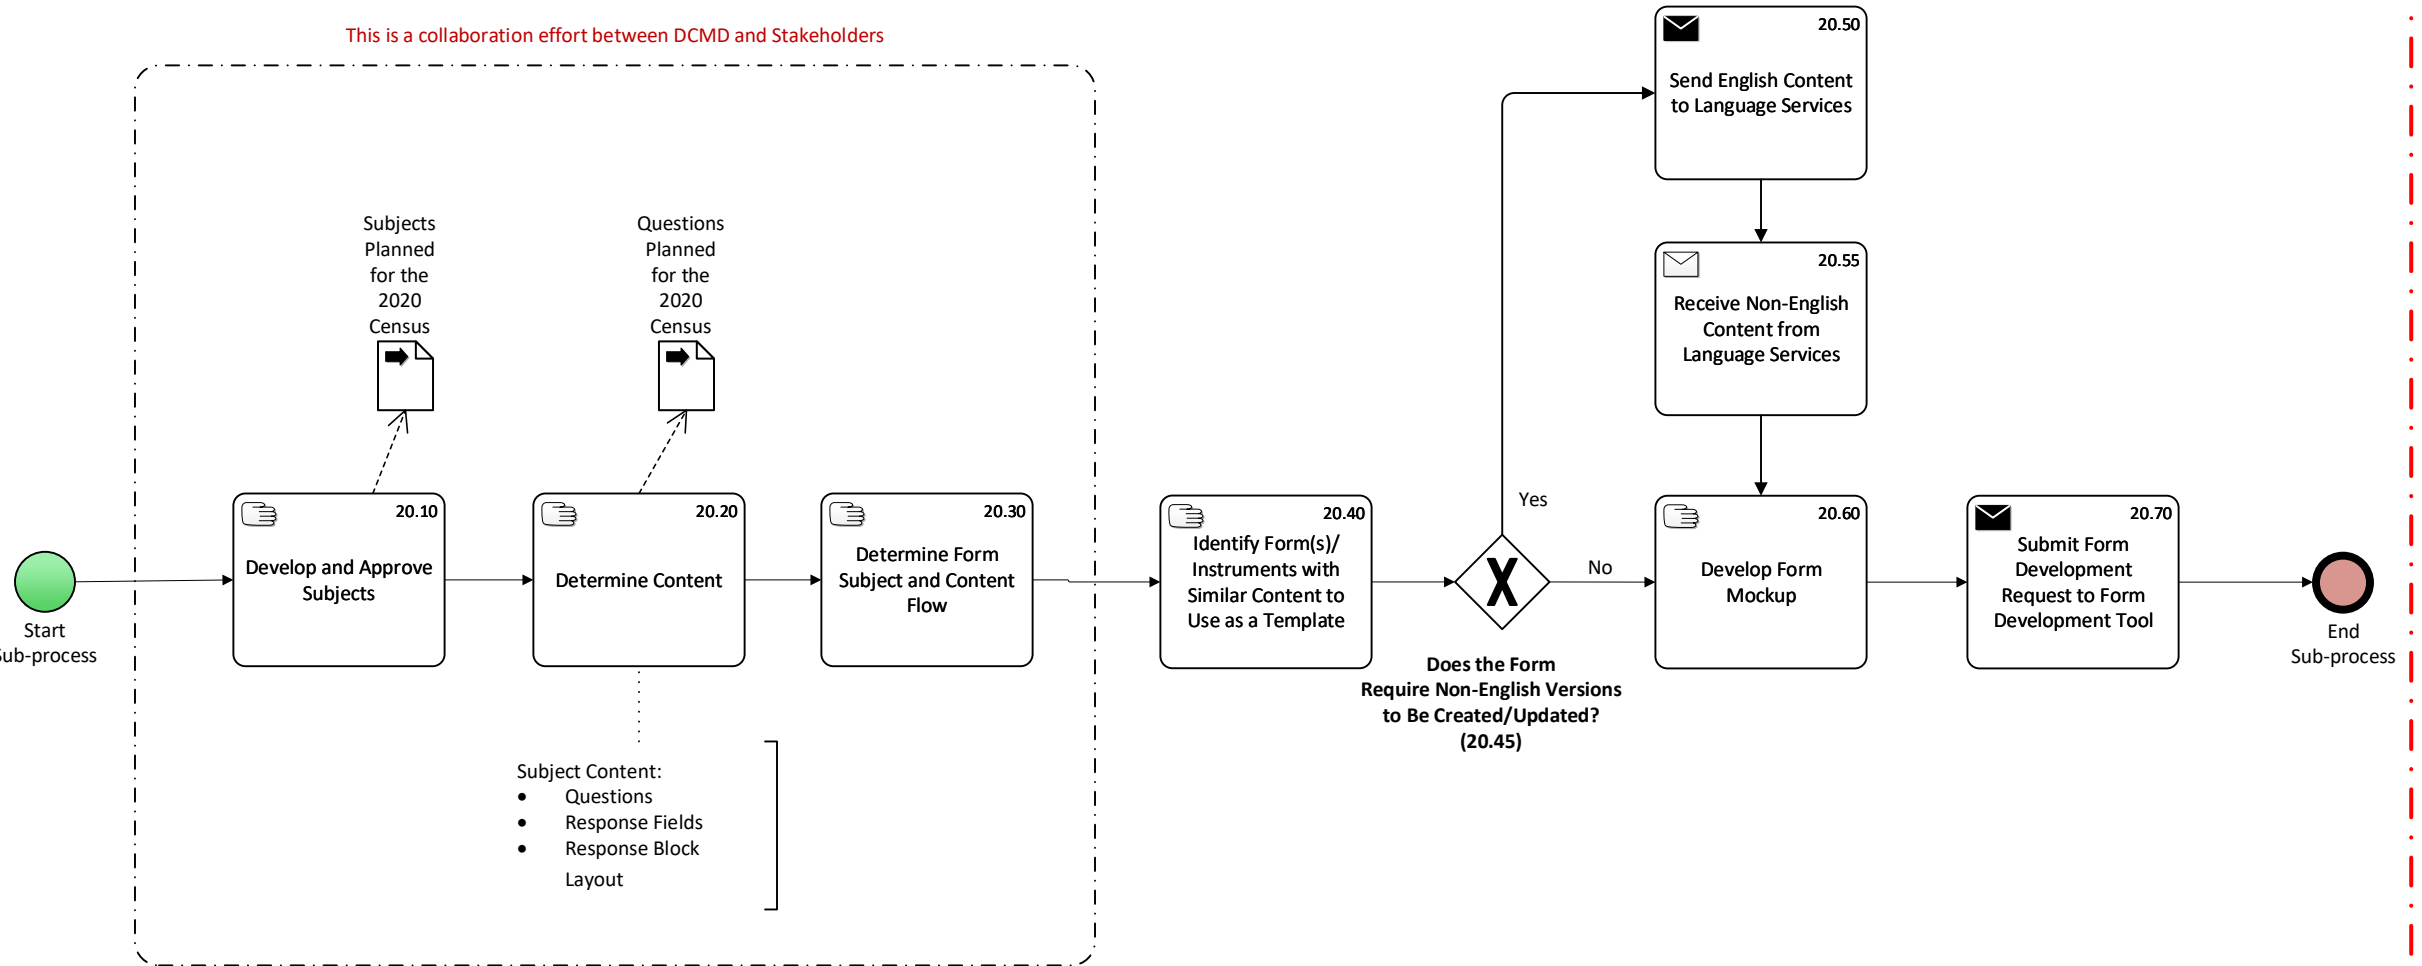 This is a collaboration effort between DCMD and Stakeholders
Subjects
Planned
for the
2020
Census
Questions
Planned
for the
2020
Census
Start
Sub-process
20.10
Develop and Approve
Subjects
20.20
Determine Content
20.30
Determine Form
Subject and Content
Flow
Subject Content:
• Questions
• Response Fields
• Response Block
Layout
20.40
Identify Form(s)/
Instruments with
Similar Content to
Use as a Template
Yes
No
X
Does the Form
Require Non-English Versions
to Be Created/Updated?
(20.45)
20.50
Send English Content
to Language Services
20.55
Receive Non-English
Content from
Language Services
20.60
Develop Form
Mockup
20.70
Submit Form
Development
Request to Form
Development Tool
End
Sub-process